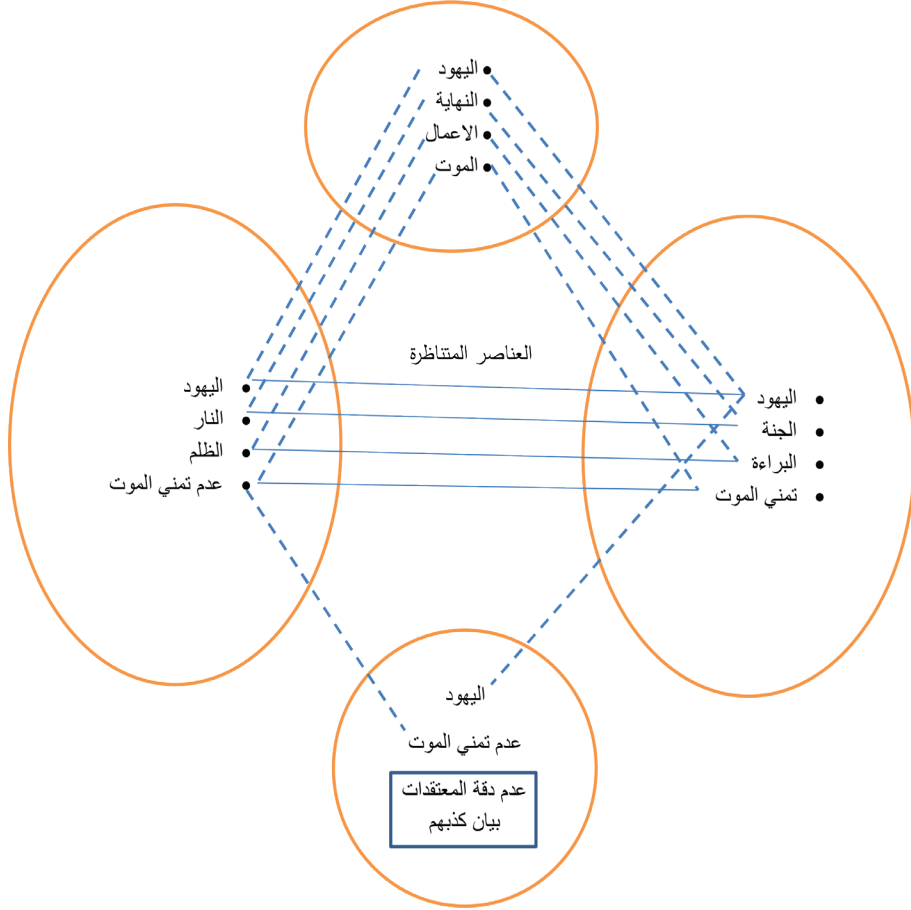 • اليهود
• النهاية
• الاعمال
• الموت
العناصر المتناظرة
• اليهود
• الجنة
• البراءة
• تمني الموت
• اليهود
• النار
• الظلم
• عدم تمني الموت
اليهود
عدم تمني الموت
عدم دقة المعتقدات
بيان كذبهم